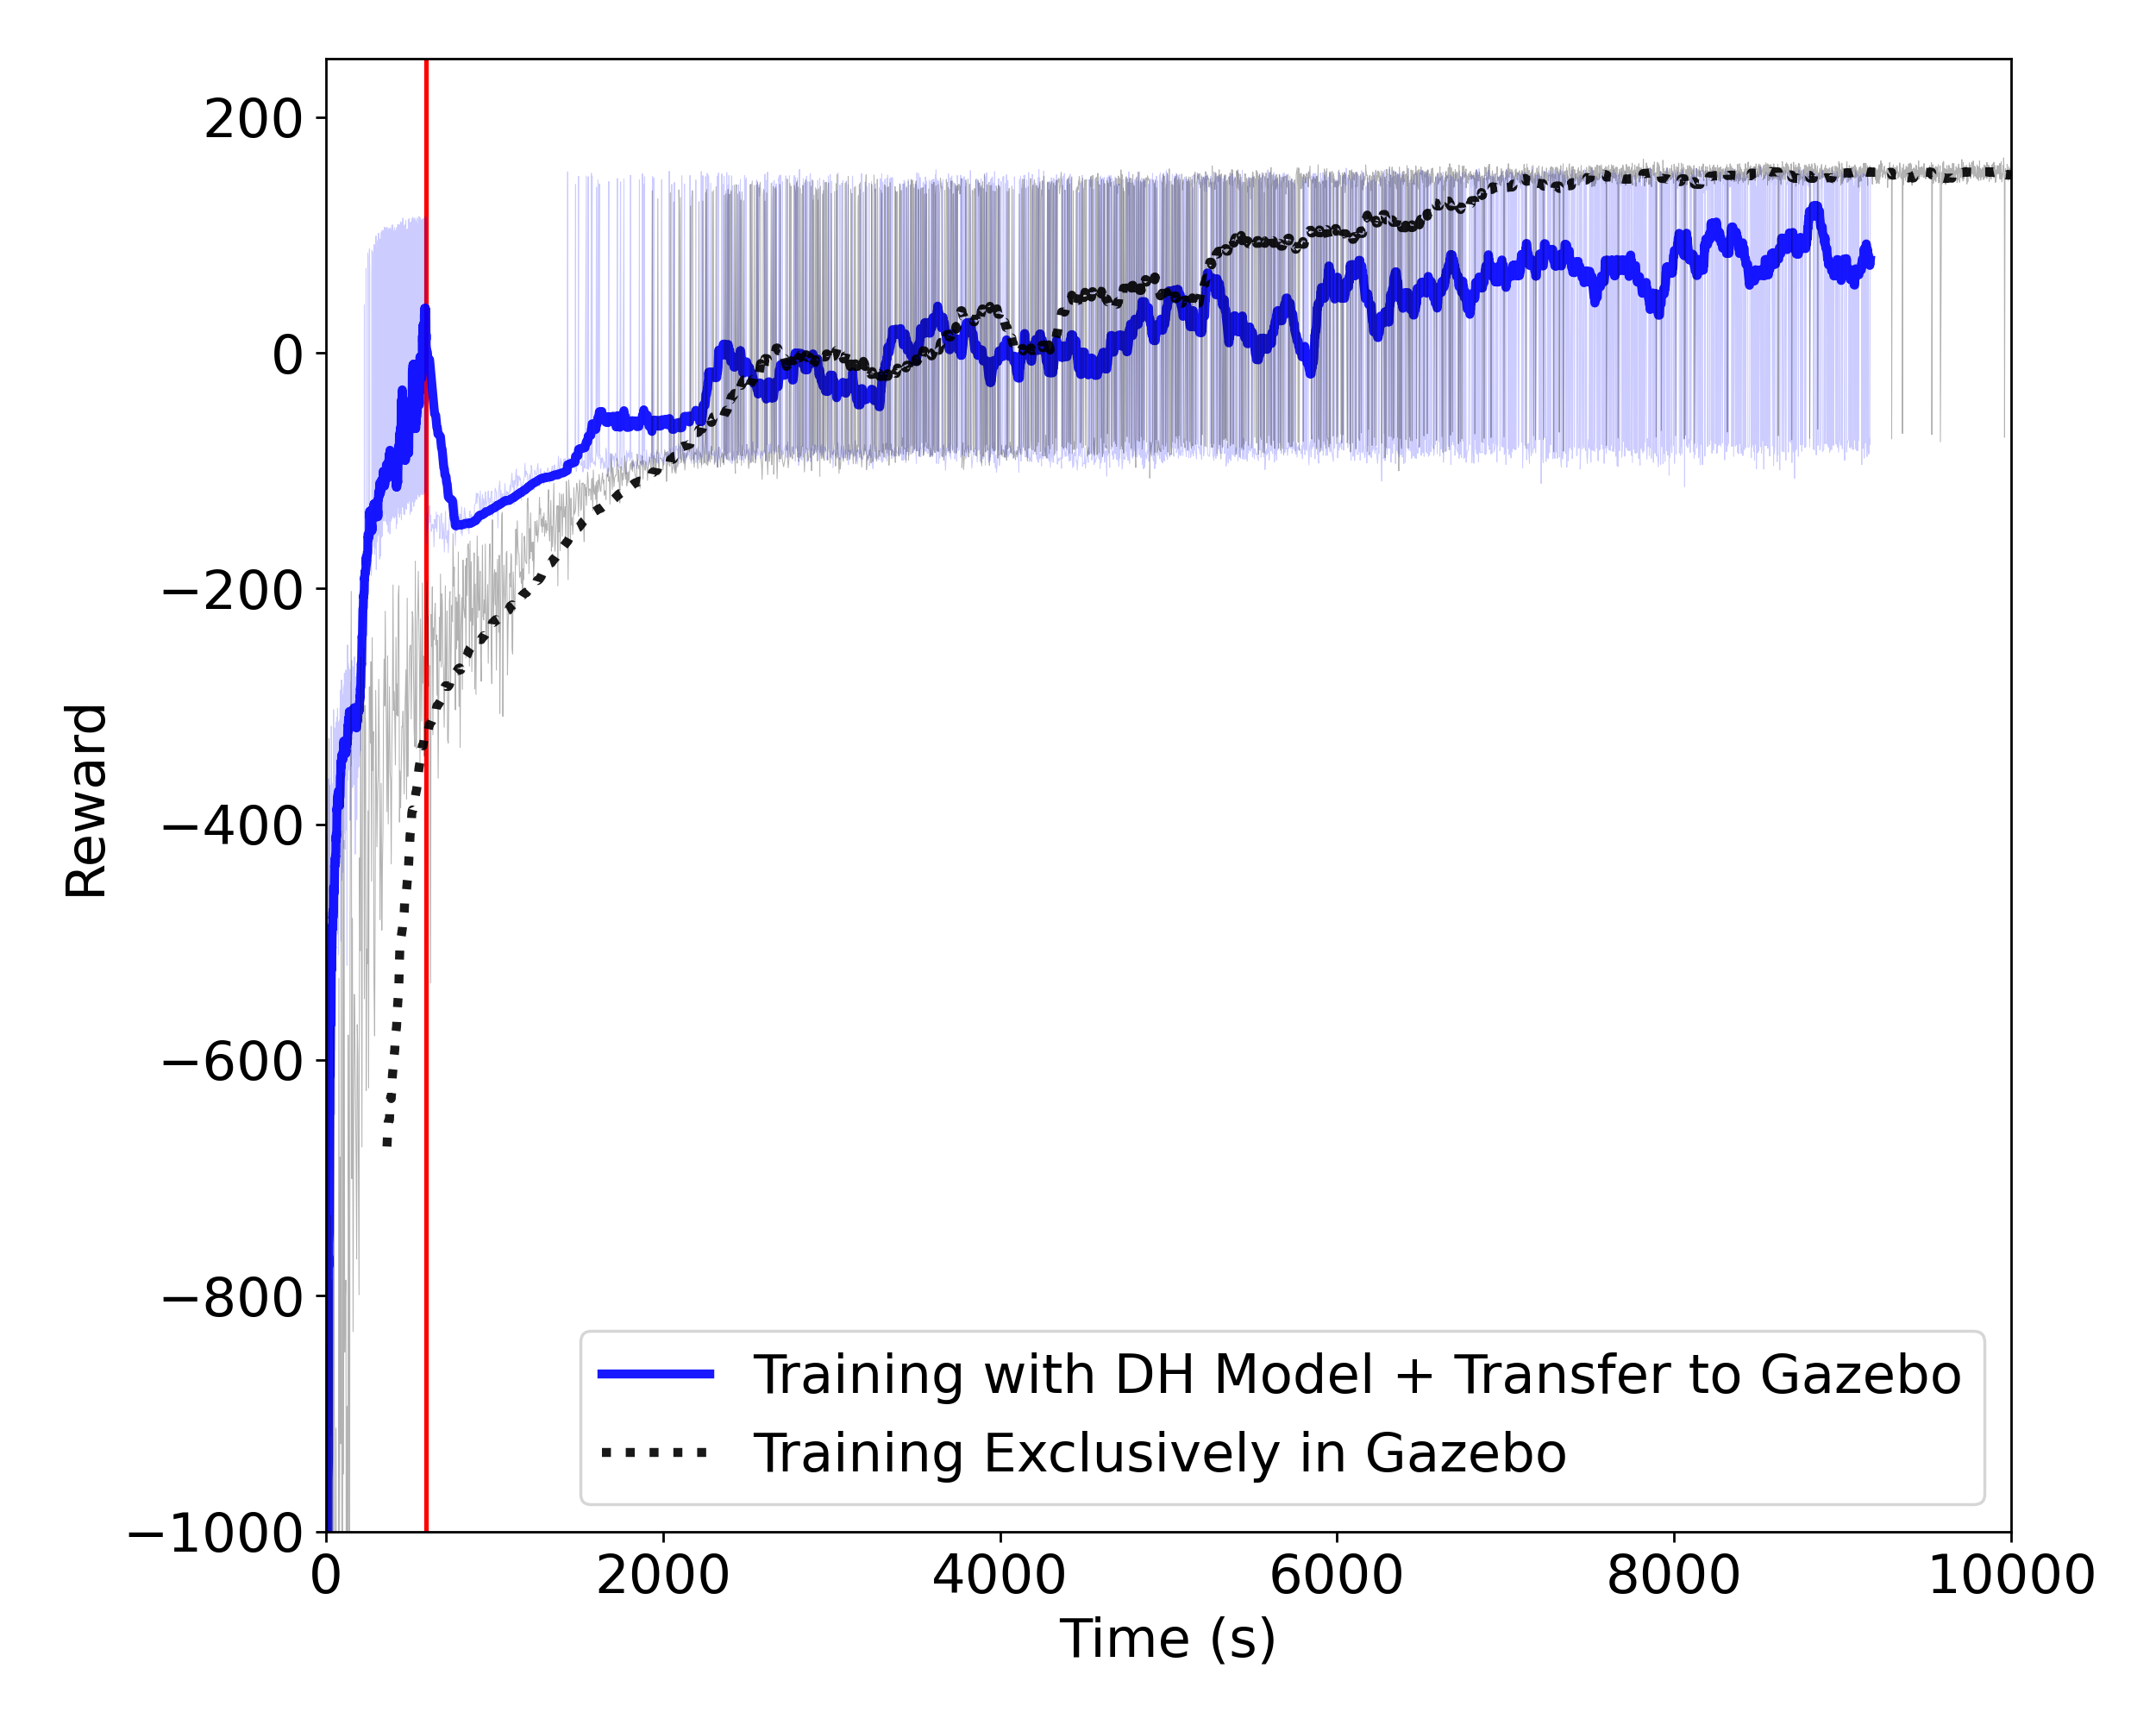 200
0
−200
−400
−600
−800
−1000
Reward
0 2000 4000 6000 8000 10000
Time (s)
Training with DH Model + Transfer to Gazebo
Training Exclusively in Gazebo